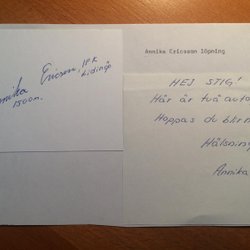 Annika Ericsson, IFK
Lidingö
1500m.
Annika Ericsson löpning
HEJ STIG!
Här är två auto
Hoppas du blir n
Hälsning
Annika